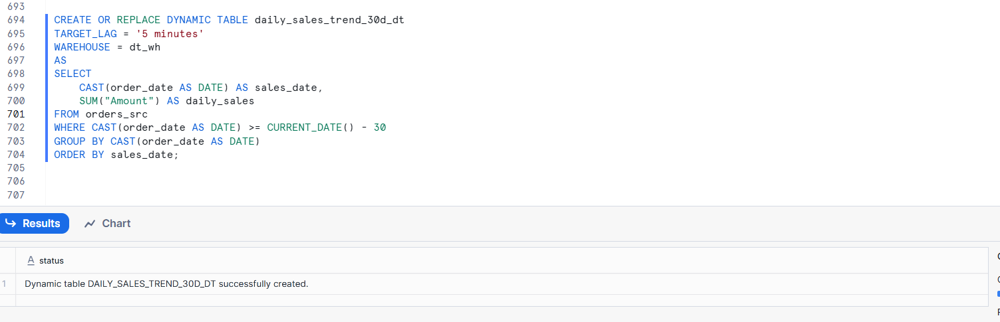 693
694 CREATE OR REPLACE DYNAMIC TABLE daily_sales_trend_30d_dt
695 TARGET_LAG = '5 minutes'
696 WAREHOUSE = dt_wh
697 AS
698 SELECT
699     CAST(order_date AS DATE) AS sales_date,
700     SUM("Amount") AS daily_sales
701 FROM orders_src
702 WHERE CAST(order_date AS DATE) >= CURRENT_DATE() - 30
703 GROUP BY CAST(order_date AS DATE)
704 ORDER BY sales_date;
705
706
707
Results Chart
A status
1 Dynamic table DAILY_SALES_TREND_30D_DT successfully created.